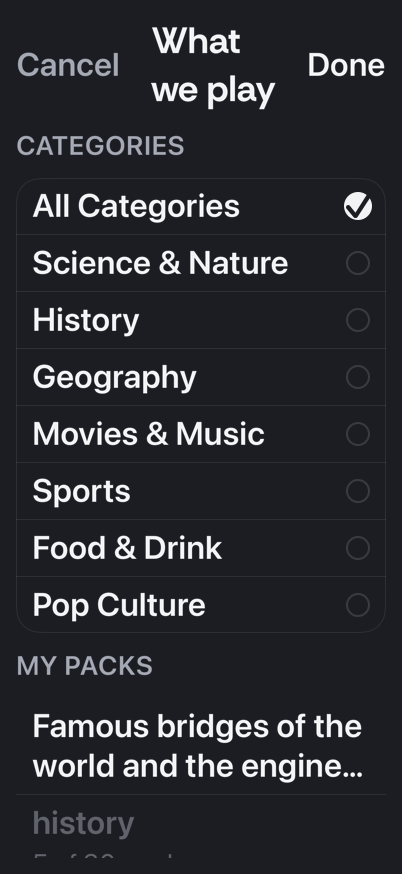 Cancel
What
we play
Done
CATEGORIES
All Categories
Science & Nature
History
Geography
Movies & Music
Sports
Food & Drink
Pop Culture
MY PACKS
Famous bridges of the
world and the engine…
history